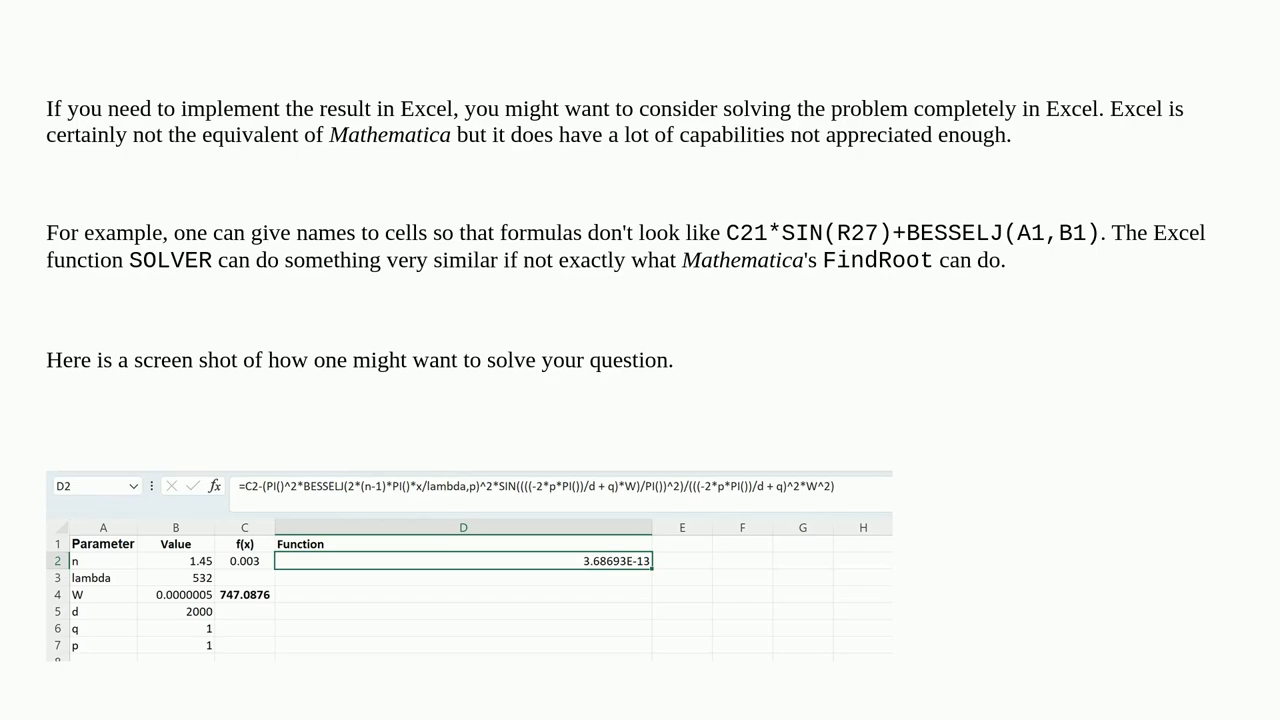 If you need to implement the result in Excel, you might want to consider solving the problem completely in Excel. Excel is
certainly not the equivalent of Mathematica but it does have a lot of capabilities not appreciated enough.
For example, one can give names to cells so that formulas don't look like C21*SIN(R27)+BESSELJ(A1,B1). The Excel
function SOLVER can do something very similar if not exactly what Mathematica's FindRoot can do.
Here is a screen shot of how one might want to solve your question.
D2 fx =C2-(PI()^2*BESSELJ(2*(n-1)*PI()*x/lambda,p)^2*SIN((((-2*p*PI())/d + q)*W)/PI())^2)/(((-2*p*PI())/d + q)^2*W^2)
A B C D E F G H
1 Parameter Value f(x) Function
2 n 1.45 0.003 3.68693E-13
3 lambda 532
4 W 0.0000005 747.0876
5 d 2000
6 q 1
7 p 1